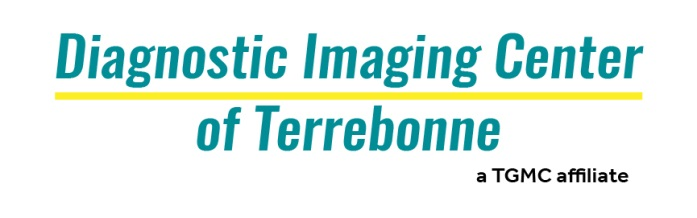 Diagnostic Imaging Center
of Terrebonne
a TGMC affiliate